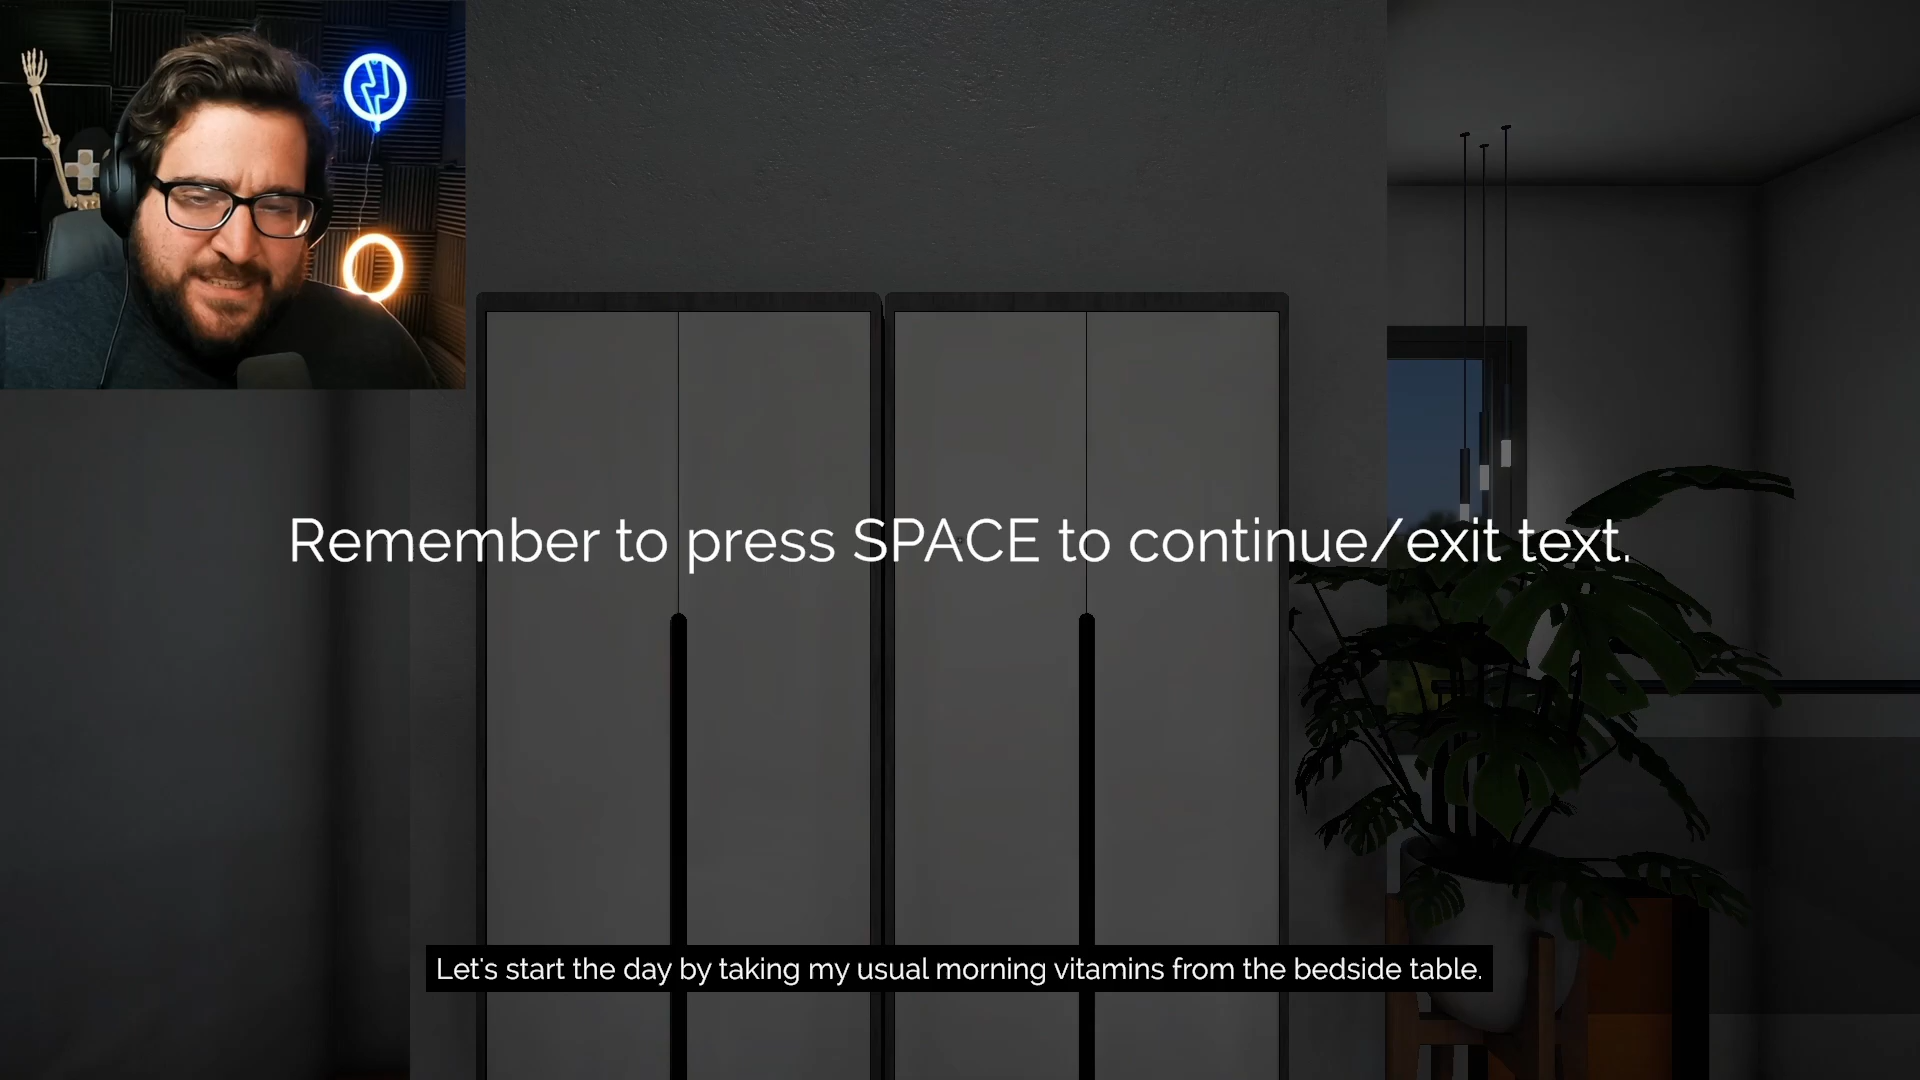 Remember to press SPACE to continue/exit text.
Let's start the day by taking my usual morning vitamins from the bedside table.